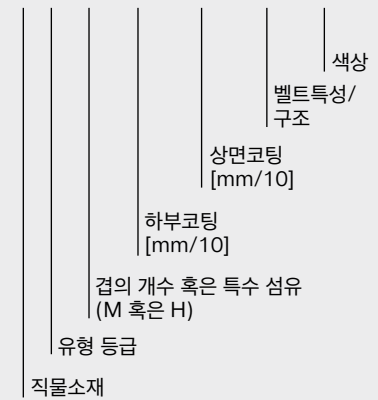 색상
벨트특성/
구조
상면코팅
[mm/10]
하부코팅
[mm/10]
겹의 개수 혹은 특수 섬유
(M 혹은 H)
유형 등급
직물소재